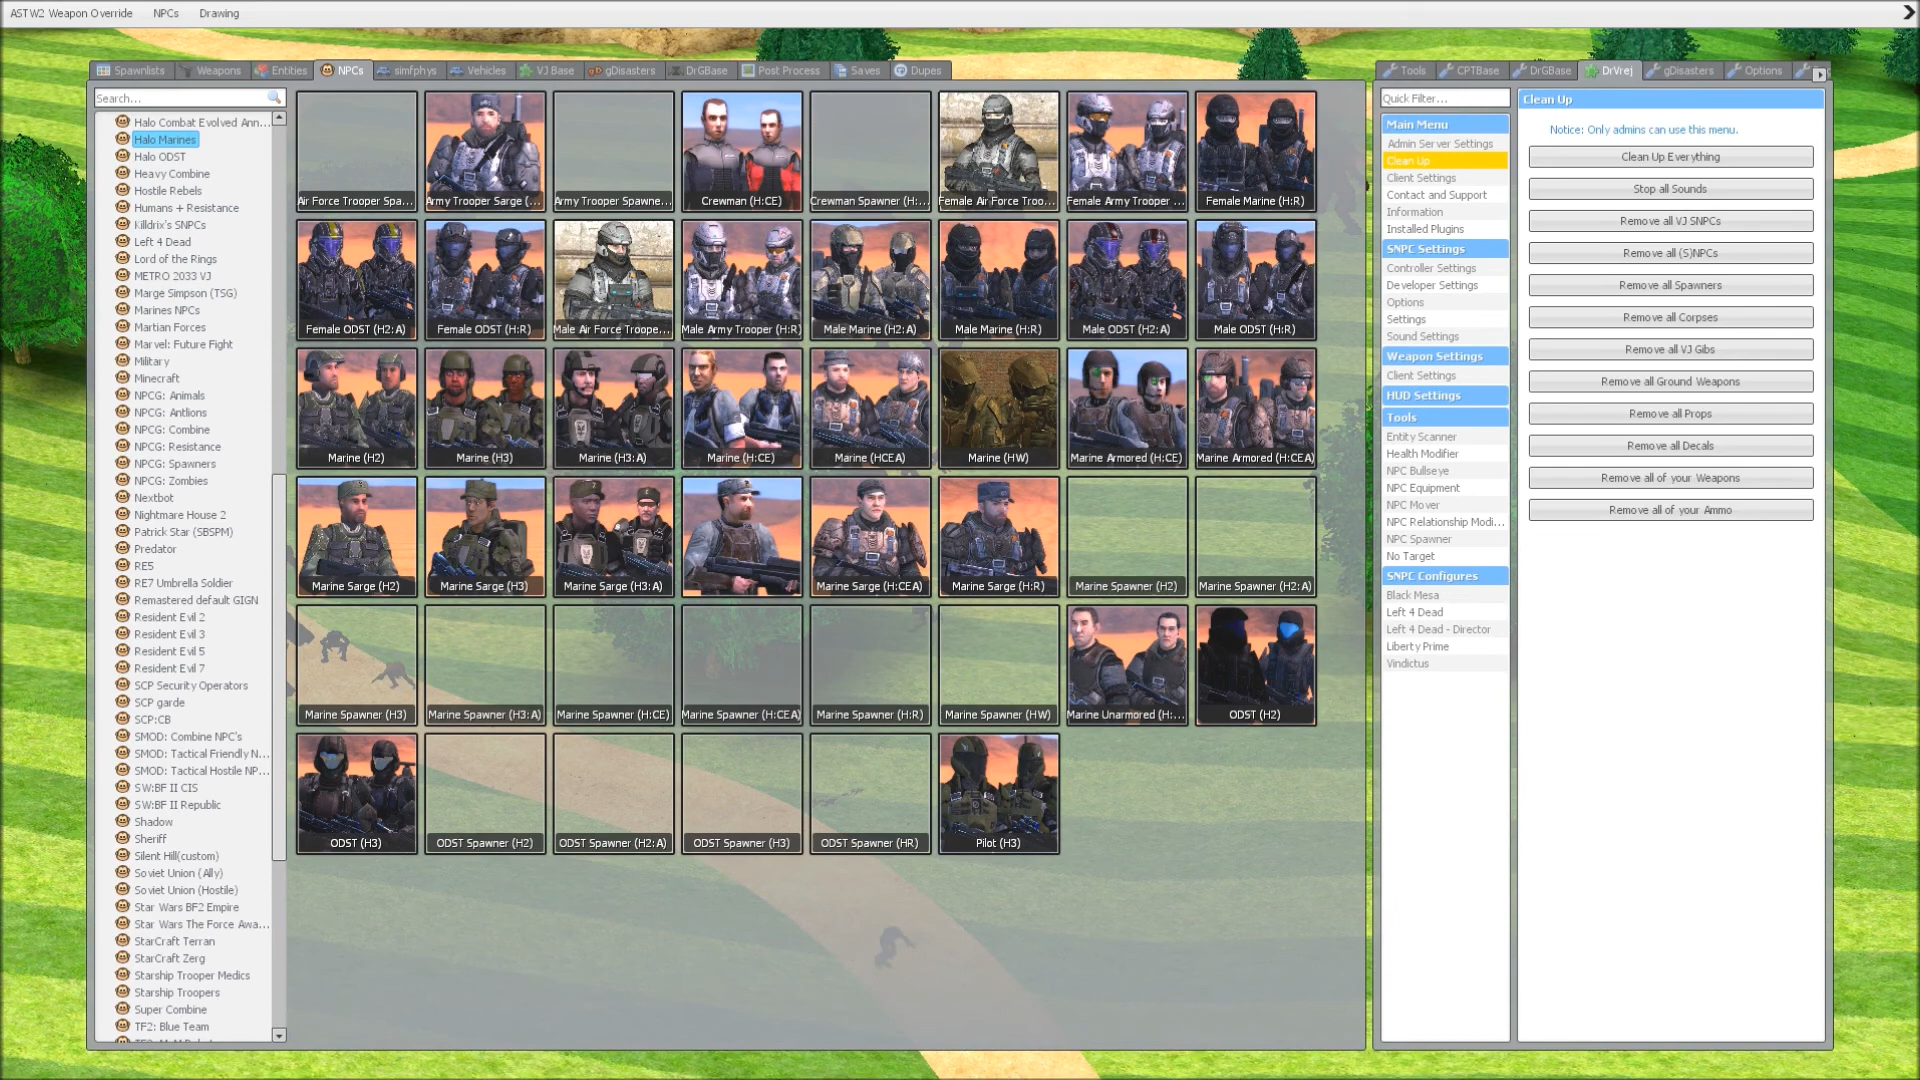 ASTW2 Weapon Override NPCs Drawing
Spawnlists Weapons Entities NPCs simfphys Vehicles VJ Base gDisasters DrGBase Post Process Saves Dupes
Search...
Halo Combat Evolved Ann...
Halo Marines
Halo ODST
Heavy Combine
Hostile Rebels
Humans + Resistance
Killdrix's SNPCs
Left 4 Dead
Lord of the Rings
METRO 2033 VJ
Marge Simpson (TSG)
Marines NPCs
Martian Forces
Marvel: Future Fight
Military
Minecraft
NPCG: Animals
NPCG: Antlions
NPCG: Combine
NPCG: Resistance
NPCG: Spawners
NPCG: Zombies
Nextbot
Nightmare House 2
Patrick Star (SBSPM)
Predator
RE5
RE7 Umbrella Soldier
Remastered default GIGN
Resident Evil 2
Resident Evil 3
Resident Evil 5
Resident Evil 7
SCP Security Operators
SCP garde
SCP:CB
SMOD: Combine NPC's
SMOD: Tactical Friendly N...
SMOD: Tactical Hostile NP...
SW:BF II CIS
SW:BF II Republic
Shadow
Sheriff
Silent Hill(custom)
Soviet Union (Ally)
Soviet Union (Hostile)
Star Wars BF2 Empire
Star Wars The Force Awa...
StarCraft Terran
StarCraft Zerg
Starship Trooper Medics
Starship Troopers
Super Combine
TF2: Blue Team
Air Force Trooper Spa... Army Trooper Sarge (... Army Trooper Spawne... Crewman (H:CE) Crewman Spawner (H:... Female Air Force Troo... Female Army Trooper ... Female Marine (H:R)
Female ODST (H2:A) Female ODST (H:R) Male Air Force Troope... Male Army Trooper (H:R) Male Marine (H2:A) Male Marine (H:R) Male ODST (H2:A) Male ODST (H:R)
Marine (H2) Marine (H3) Marine (H3:A) Marine (H:CE) Marine (HCEA) Marine (HW) Marine Armored (H:CE) Marine Armored (H:CEA)
Marine Sarge (H2) Marine Sarge (H3) Marine Sarge (H3:A) Marine Sarge (H:CEA) Marine Sarge (H:R) Marine Spawner (H2) Marine Spawner (H2:A)
Marine Spawner (H3) Marine Spawner (H3:A) Marine Spawner (H:CE) Marine Spawner (H:CEA) Marine Spawner (H:R) Marine Spawner (HW) Marine Unarmored (H:... ODST (H2)
ODST (H3) ODST Spawner (H2) ODST Spawner (H2:A) ODST Spawner (H3) ODST Spawner (HR) Pilot (H3)
Tools CPTBase DrGBase DrVrej gDisasters Options
Quick Filter...
Main Menu
Admin Server Settings
Clean Up
Client Settings
Contact and Support
Information
Installed Plugins
SNPC Settings
Controller Settings
Developer Settings
Options
Settings
Sound Settings
Weapon Settings
Client Settings
HUD Settings
Tools
Entity Scanner
Health Modifier
NPC Bullseye
NPC Equipment
NPC Mover
NPC Relationship Modi...
NPC Spawner
No Target
SNPC Configures
Black Mesa
Left 4 Dead
Left 4 Dead - Director
Liberty Prime
Vindictus
Clean Up
Notice: Only admins can use this menu.
Clean Up Everything
Stop all Sounds
Remove all VJ SNPCs
Remove all (S)NPCs
Remove all Spawners
Remove all Corpses
Remove all VJ Gibs
Remove all Ground Weapons
Remove all Props
Remove all Decals
Remove all of your Weapons
Remove all of your Ammo